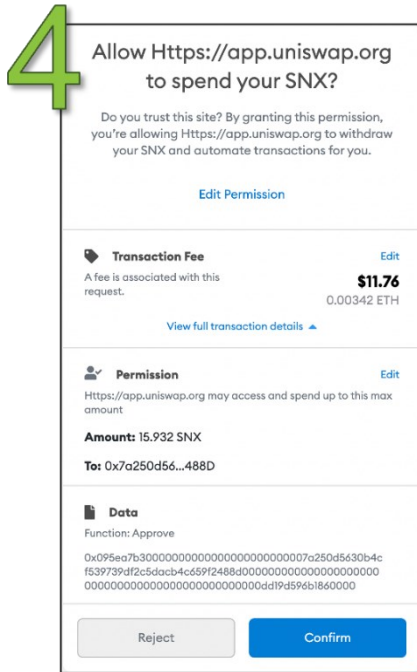 4
Allow Https://app.uniswap.org
to spend your SNX?
Do you trust this site? By granting this permission,
you're allowing Https://app.uniswap.org to withdraw
your SNX and automate transactions for you.
Edit Permission
Transaction Fee
Edit
A fee is associated with this
request.
$11.76
0.00342 ETH
View full transaction details
Permission
Edit
Https://app.uniswap.org may access and spend up to this max
amount
Amount: 15.932 SNX
To: 0x7a250d56...488D
Data
Function: Approve
0x095ea7b30000000000000000000000007a250d5630b4c
f539739df2c5dacb4c659f2488d00000000000000000000
0000000000000000000000000000dd19d596b1860000
Reject
Confirm